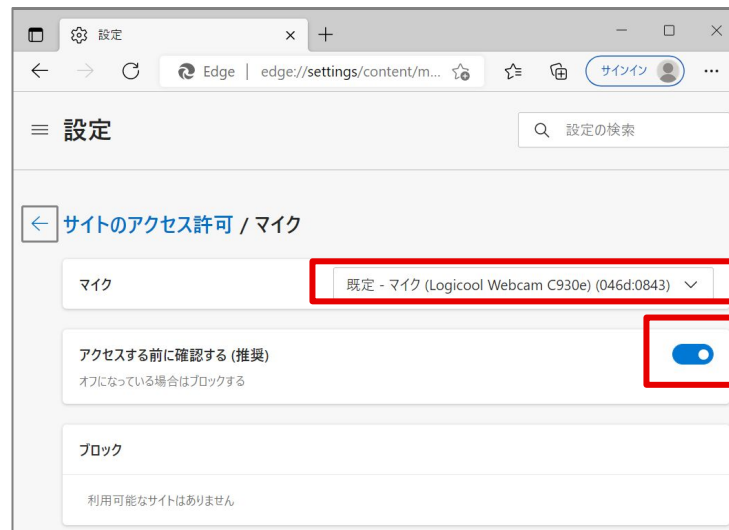 設定
Edge | edge://settings/content/m... サインイン
設定 設定の検索
サイトのアクセス許可 / マイク
マイク 既定 - マイク (Logicool Webcam C930e) (046d:0843)
アクセスする前に確認する (推奨)
オフになっている場合はブロックする
ブロック
利用可能なサイトはありません